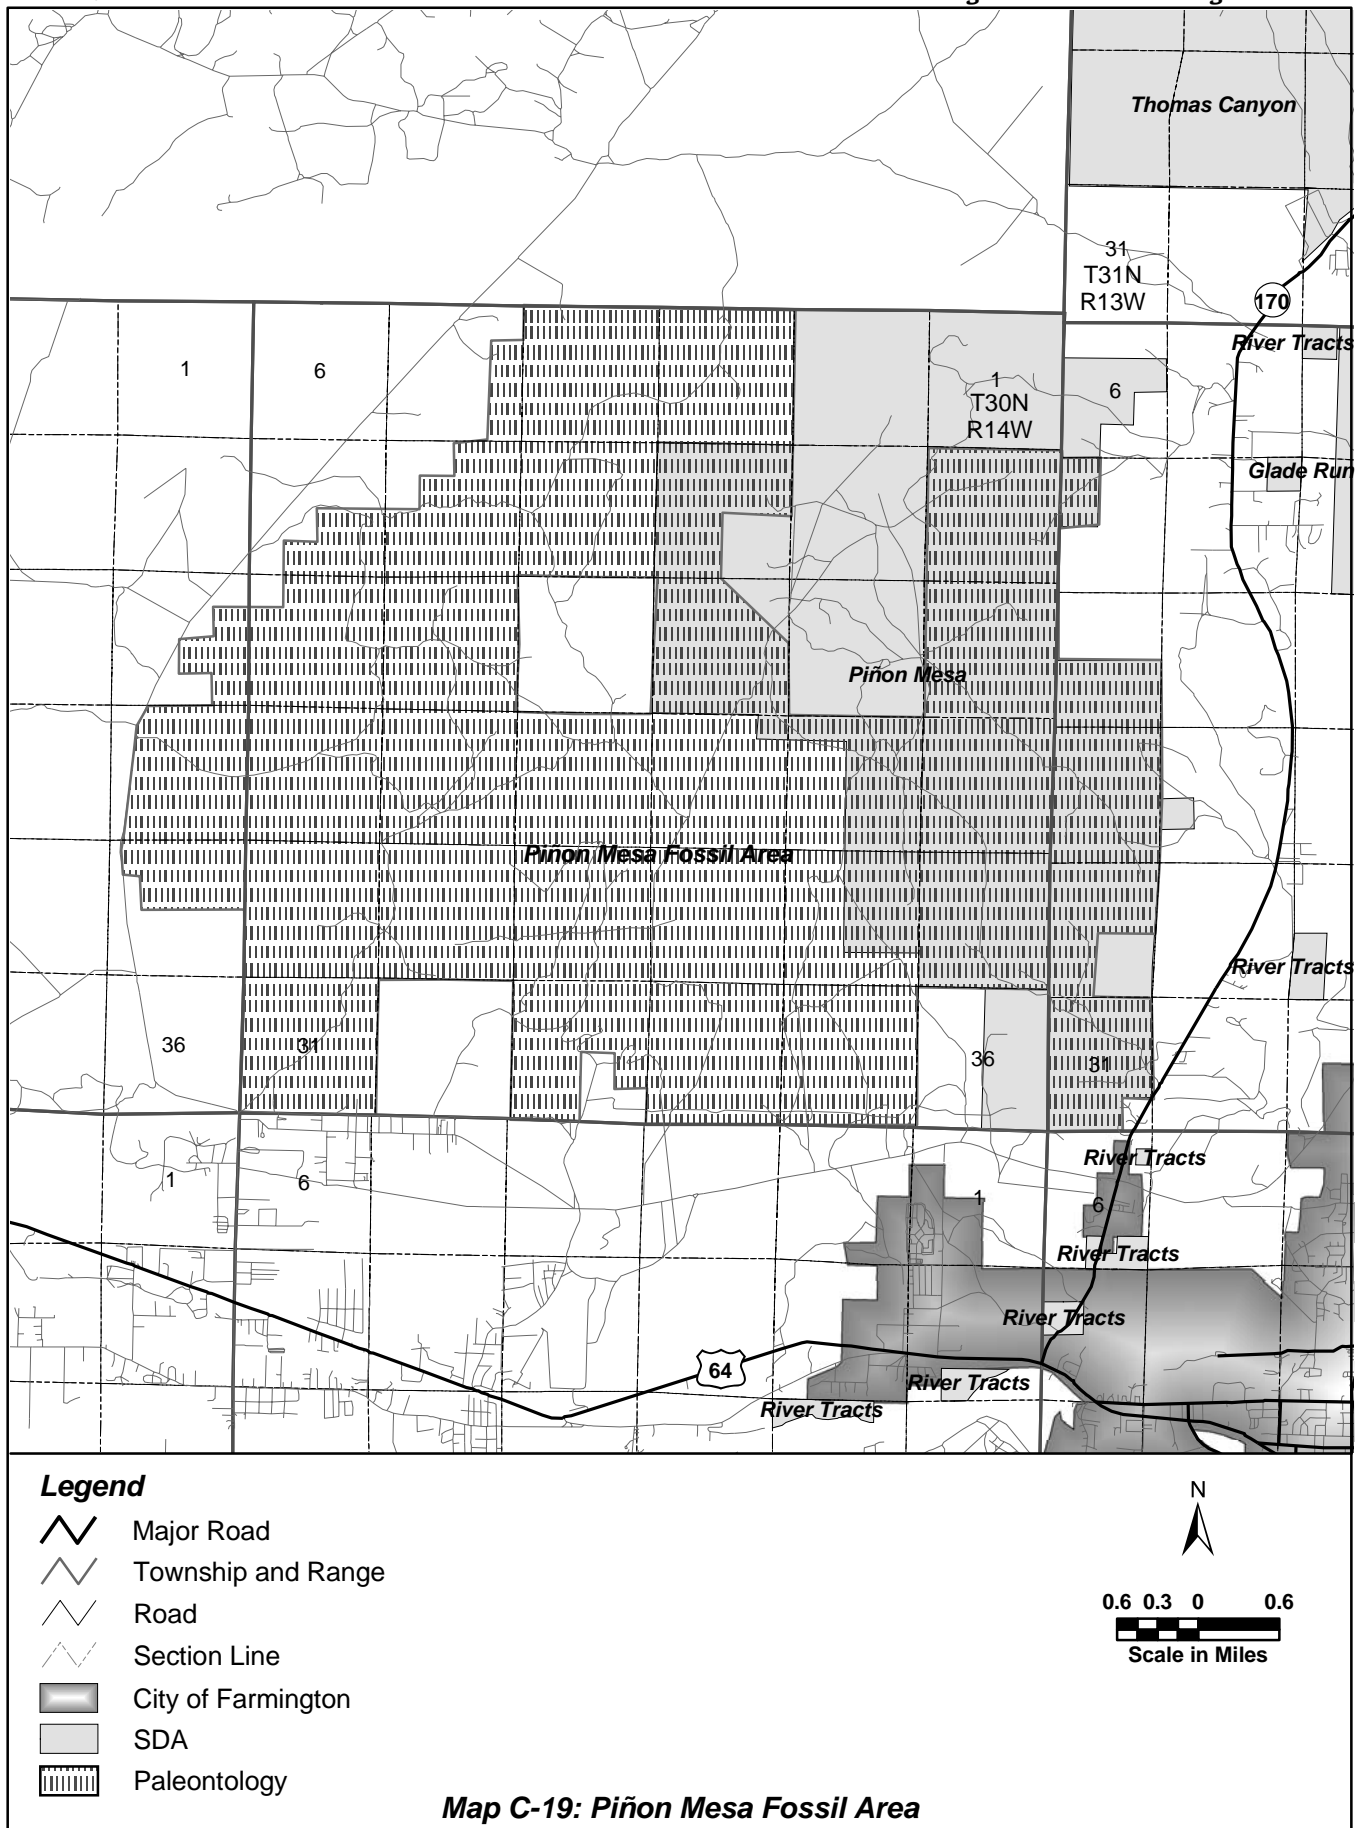 Thomas Canyon
31
T31N
R13W
170
River Tracts
1
6
1
T30N
R14W
6
Glade Run
Piñon Mesa
Piñon Mesa Fossil Area
River Tracts
36
31
36
31
River Tracts
1
6
1
6
River Tracts
River Tracts
64
River Tracts
River Tracts
Legend
Major Road
Township and Range
Road
Section Line
City of Farmington
SDA
Paleontology
N
0.6 0.3 0 0.6
Scale in Miles
Map C-19: Piñon Mesa Fossil Area